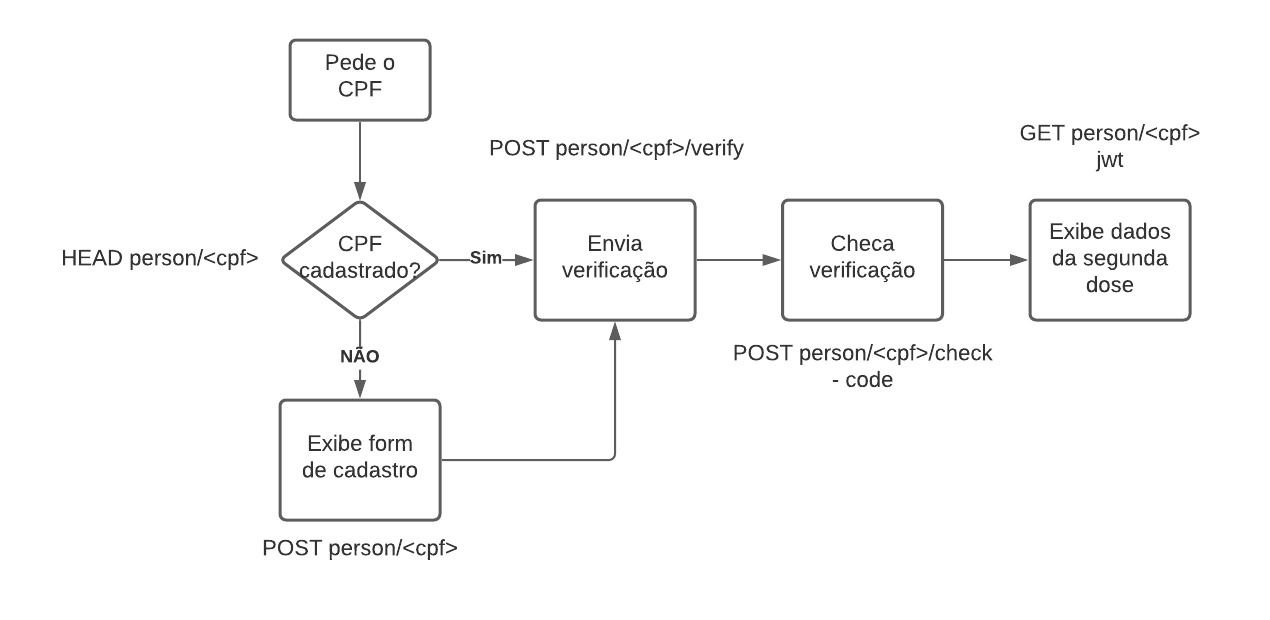 Pede o
CPF
POST person/<cpf>/verify
GET person/<cpf>
jwt
HEAD person/<cpf>
CPF
cadastrado?
Sim
Envia
verificação
Checa
verificação
Exibe dados
da segunda
dose
NÃO
POST person/<cpf>/check
- code
Exibe form
de cadastro
POST person/<cpf>